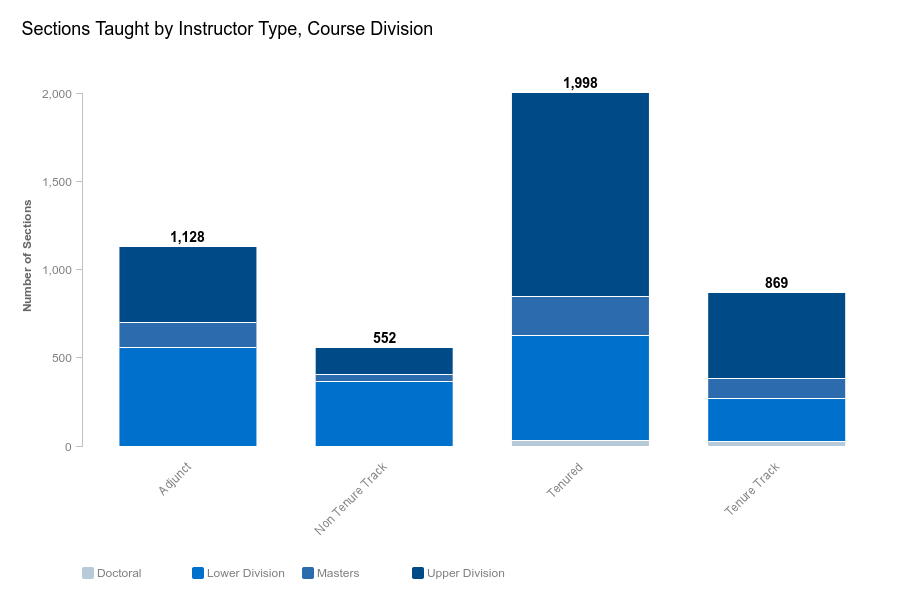 Sections Taught by Instructor Type, Course Division
Number of Sections
2,000
1,500
1,000
500
0
1,128
552
1,998
869
Adjunct
Non Tenure Track
Tenured
Tenure Track
Doctoral
Lower Division
Masters
Upper Division